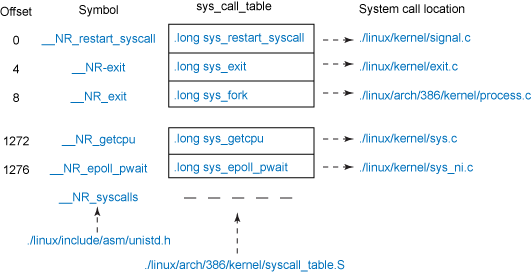 Offset Symbol sys_call_table System call location
0 __NR_restart_syscall .long sys_restart_syscall ./linux/kernel/signal.c
4 __NR-exit .long sys_exit ./linux/kernel/exit.c
8 __NR_exit .long sys_fork ./linux/arch/386/kernel/process.c
1272 __NR_getcpu .long sys_getcpu ./linux/kernel/sys.c
1276 __NR_epoll_pwait .long sys_epoll_pwait ./linux/kernel/sys_ni.c
__NR_syscalls
./linux/include/asm/unistd.h
./linux/arch/386/kernel/syscall_table.S